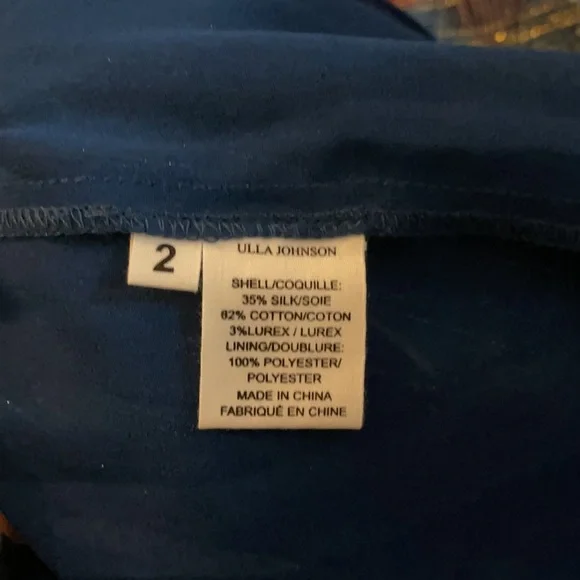 2
ULLA JOHNSON
SHELL/COQUILLE:
35% SILK/SOIE
62% COTTON/COTON
3%LUREX / LUREX
LINING/DOUBLURE:
100% POLYESTER/
POLYESTER
MADE IN CHINA
FABRIQUÉ EN CHINE